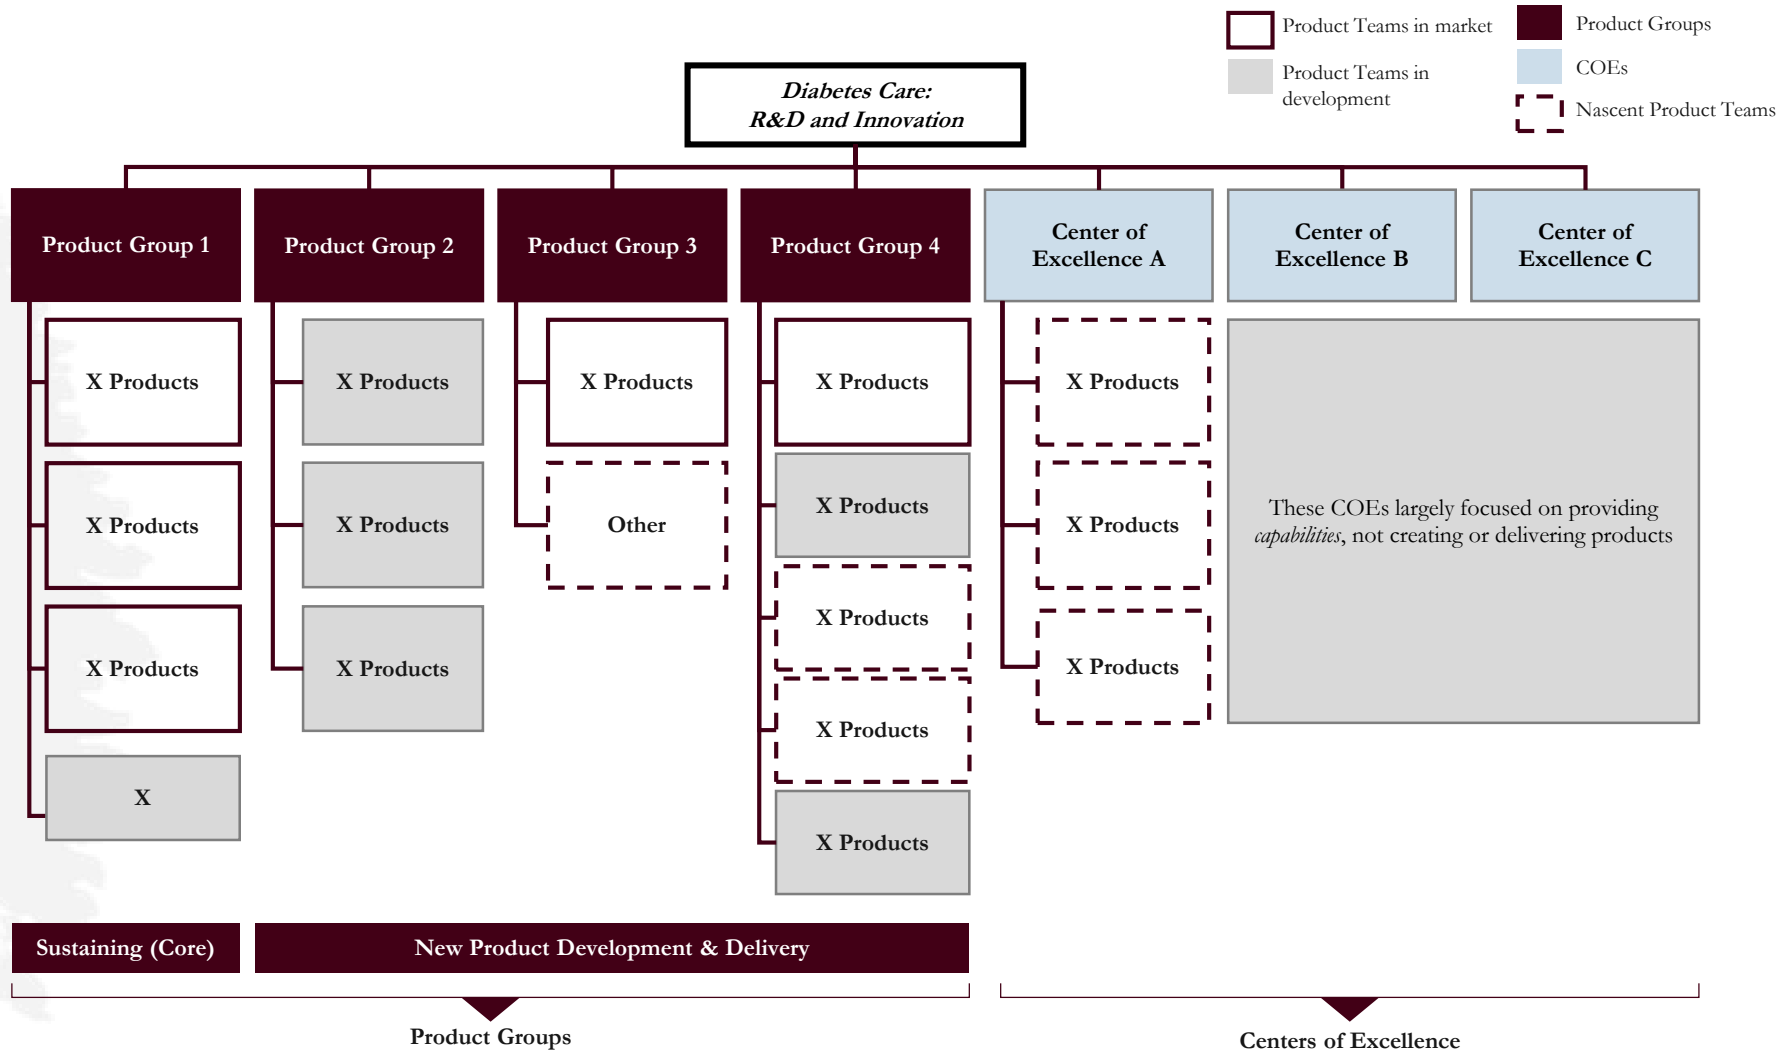 Product Teams in market
Product Groups
Product Teams in
development
COEs
Nascent Product Teams
Diabetes Care:
R&D and Innovation
Product Group 1
Product Group 2
Product Group 3
Product Group 4
Center of
Excellence A
Center of
Excellence B
Center of
Excellence C
X Products
X Products
X Products
X
X Products
X Products
X Products
X Products
Other
X Products
X Products
X Products
X Products
X Products
X Products
X Products
X Products
These COEs largely focused on providing
capabilities, not creating or delivering products
Sustaining (Core)
New Product Development & Delivery
Product Groups
Centers of Excellence